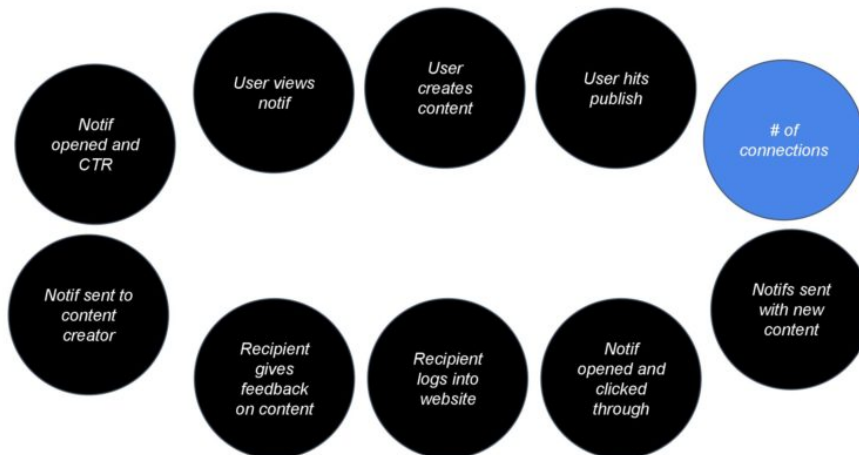 User views
notif
User
creates
content
User hits
publish
Notif
opened and
CTR
# of
connections
Notif sent to
content
creator
Notifs sent
with new
content
Recipient
gives
feedback
on content
Recipient
logs into
website
Notif
opened and
clicked
through